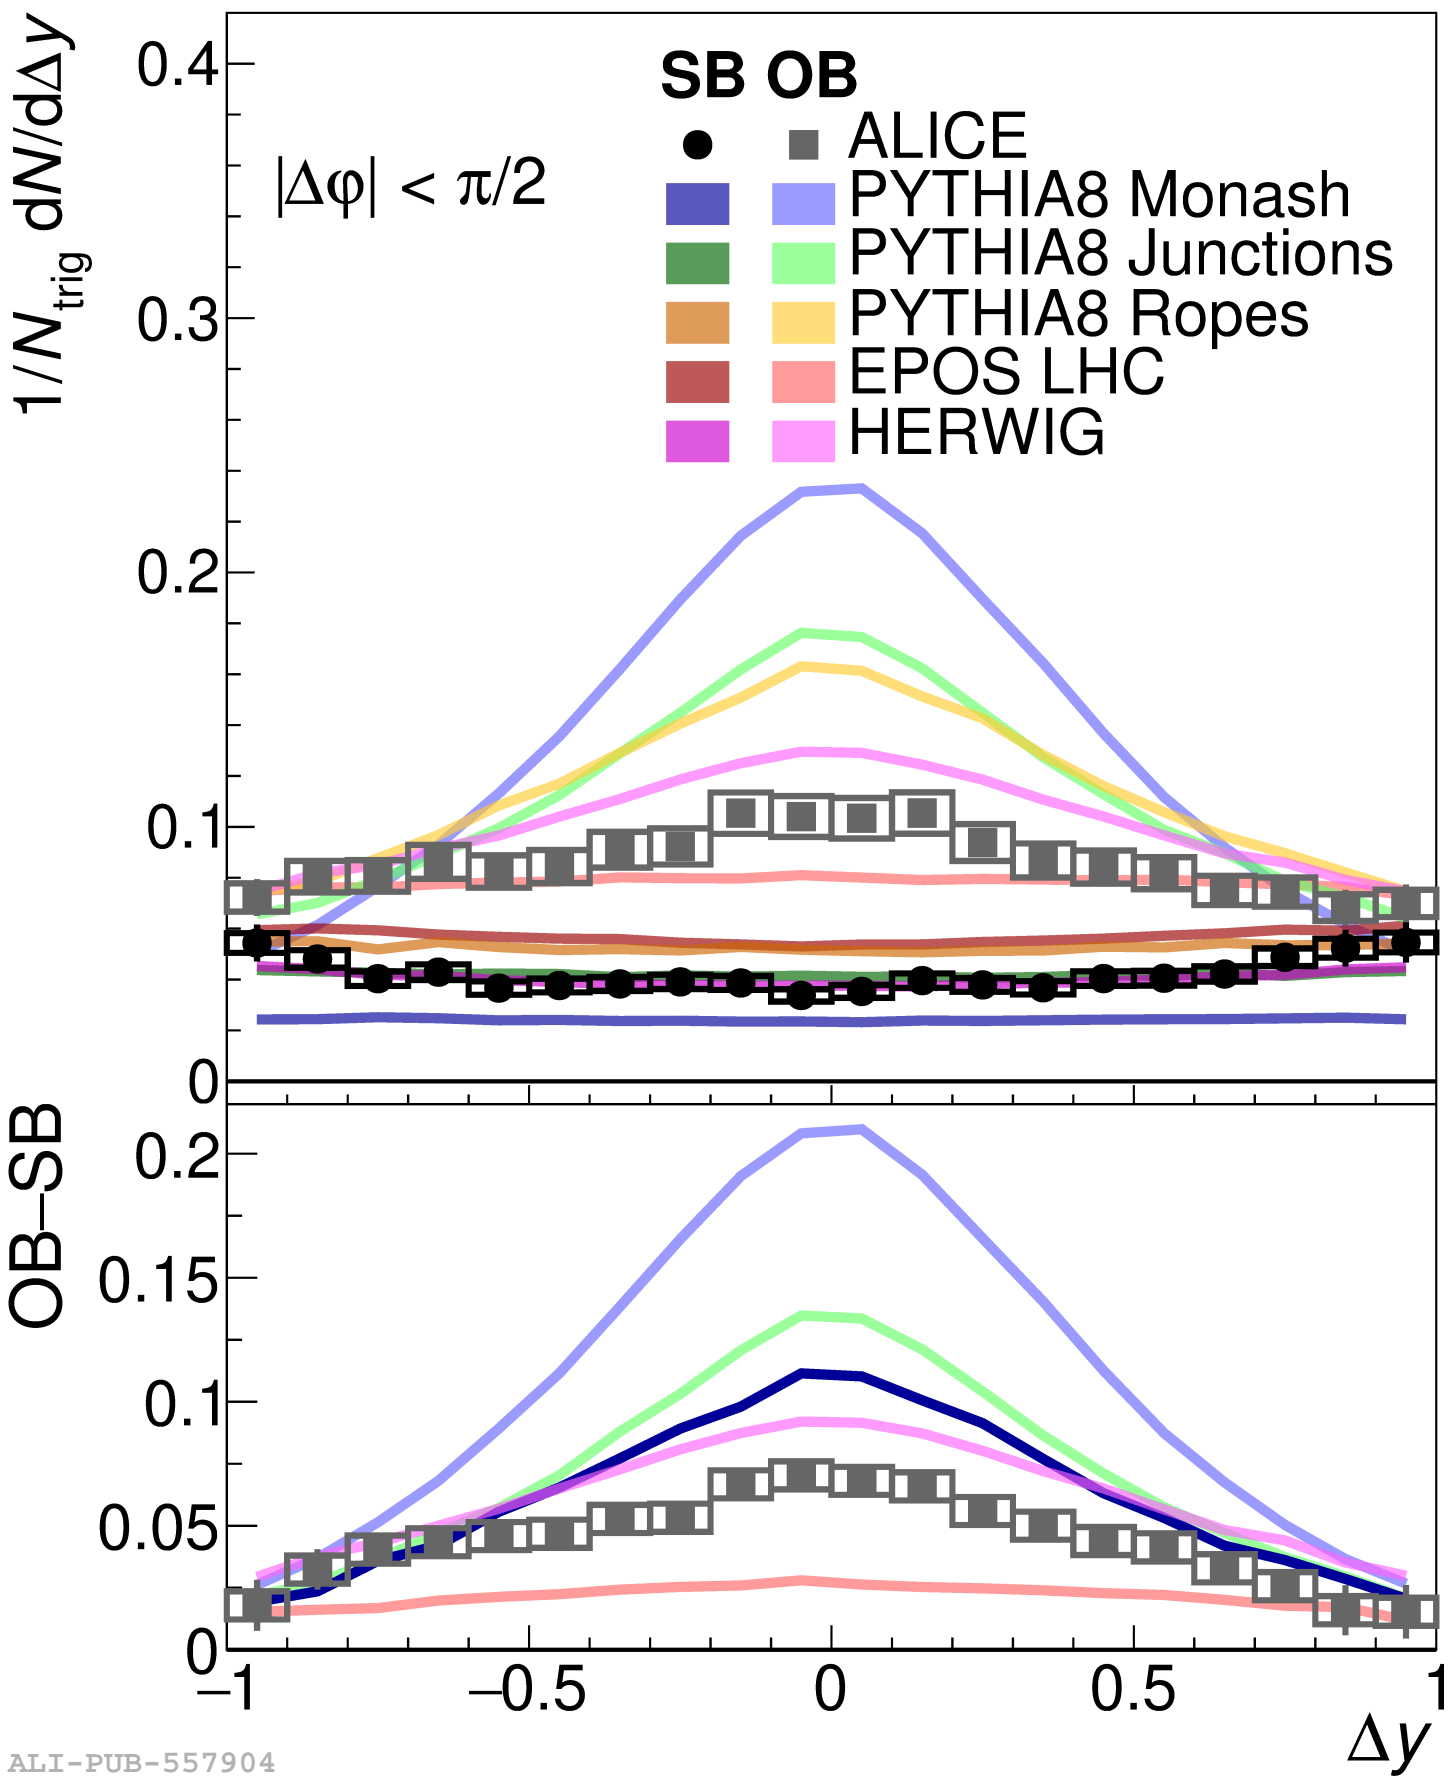 1/Ntrig dN/dΔy
0.4
0.3
0.2
0.1
0
|Δφ| < π/2
SB OB
ALICE
PYTHIA8 Monash
PYTHIA8 Junctions
PYTHIA8 Ropes
EPOS LHC
HERWIG
OB–SB
0.2
0.15
0.1
0.05
0
–1
–0.5
0
0.5
1
Δy
ALI-PUB-557904